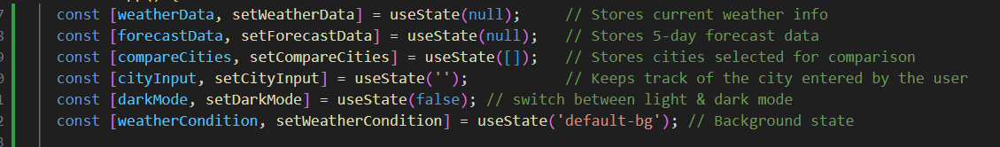 const [weatherData, setWeatherData] = useState(null);     // Stores current weather info
const [forecastData, setForecastData] = useState(null);   // Stores 5-day forecast data
const [compareCities, setCompareCities] = useState([]);   // Stores cities selected for comparison
const [cityInput, setCityInput] = useState('');           // Keeps track of the city entered by the user
const [darkMode, setDarkMode] = useState(false); // switch between light & dark mode
const [weatherCondition, setWeatherCondition] = useState('default-bg'); // Background state